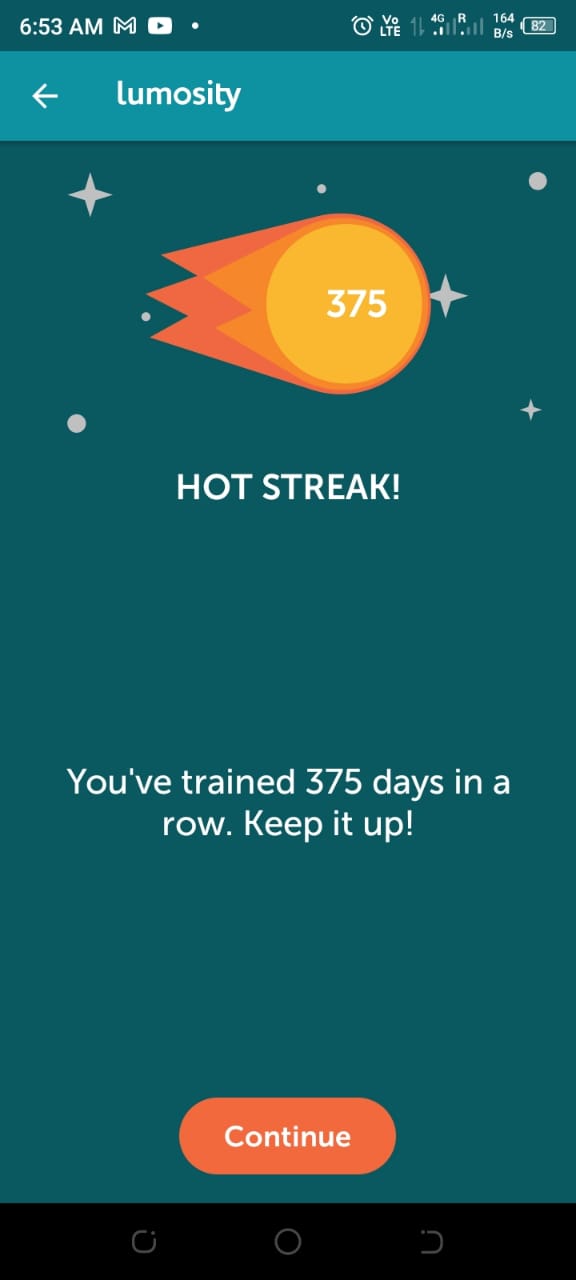 6:53 AM
Vo LTE 4G R 164 B/s 82
lumosity
375
HOT STREAK!
You've trained 375 days in a
row. Keep it up!
Continue